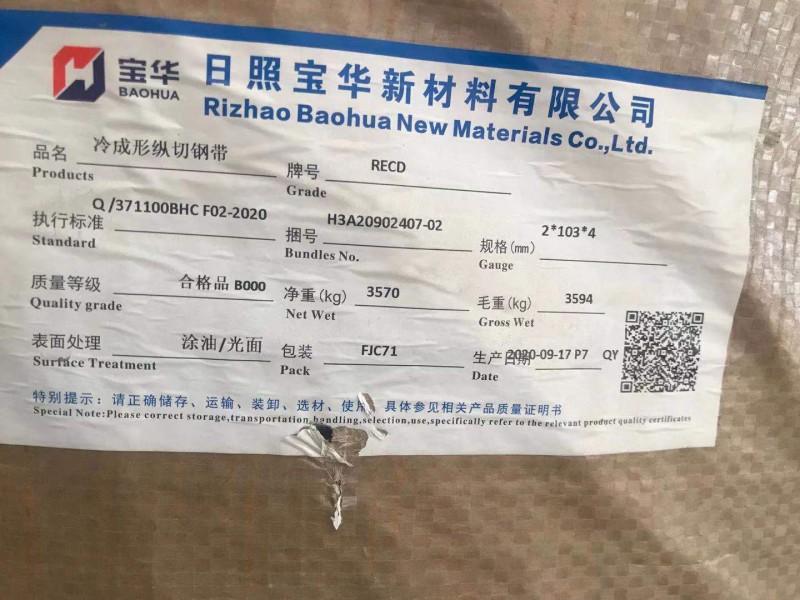 宝华
BAOHUA
日照宝华新材料有限公司
Rizhao Baohua New Materials Co.,Ltd.
品名 冷成形纵切钢带 牌号 RECD
Products Grade
执行标准 Q/371100BHC F02-2020 捆号 H3A20902407-02 规格(mm) 2*103*4
Standard Bundles No. Gauge
质量等级 合格品 B000 净重(kg) 3570 毛重(kg) 3594
Quality grade Net Wet Gross Wet
表面处理 涂油/光面 包装 FJC71 生产日期 2020-09-17 P7 QY
Surface Treatment Pack Date
特别提示：请正确储存、运输、装卸、选材、使用，具体参见相关产品质量证明书
Special Note:Please correct storage,transportation,handling,selection,use,specifically refer to the relevant product quality certificates